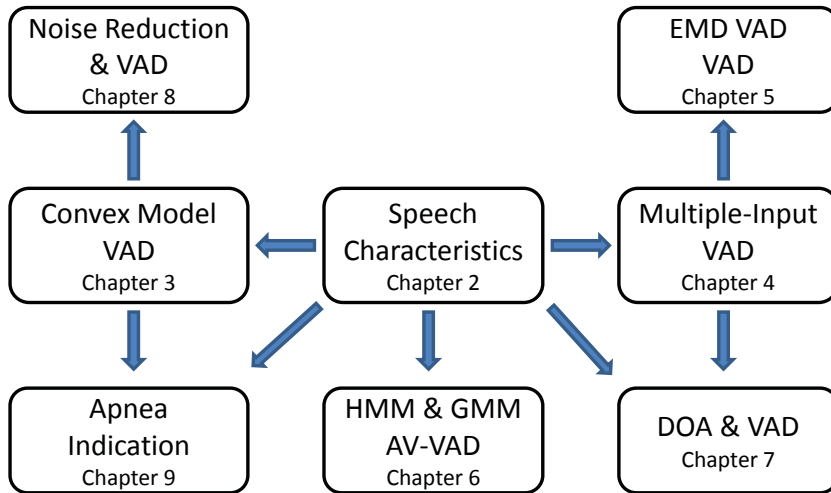 Noise Reduction
& VAD
Chapter 8
EMD VAD
VAD
Chapter 5
Convex Model
VAD
Chapter 3
Speech
Characteristics
Chapter 2
Multiple-Input
VAD
Chapter 4
Apnea
Indication
Chapter 9
HMM & GMM
AV-VAD
Chapter 6
DOA & VAD
Chapter 7